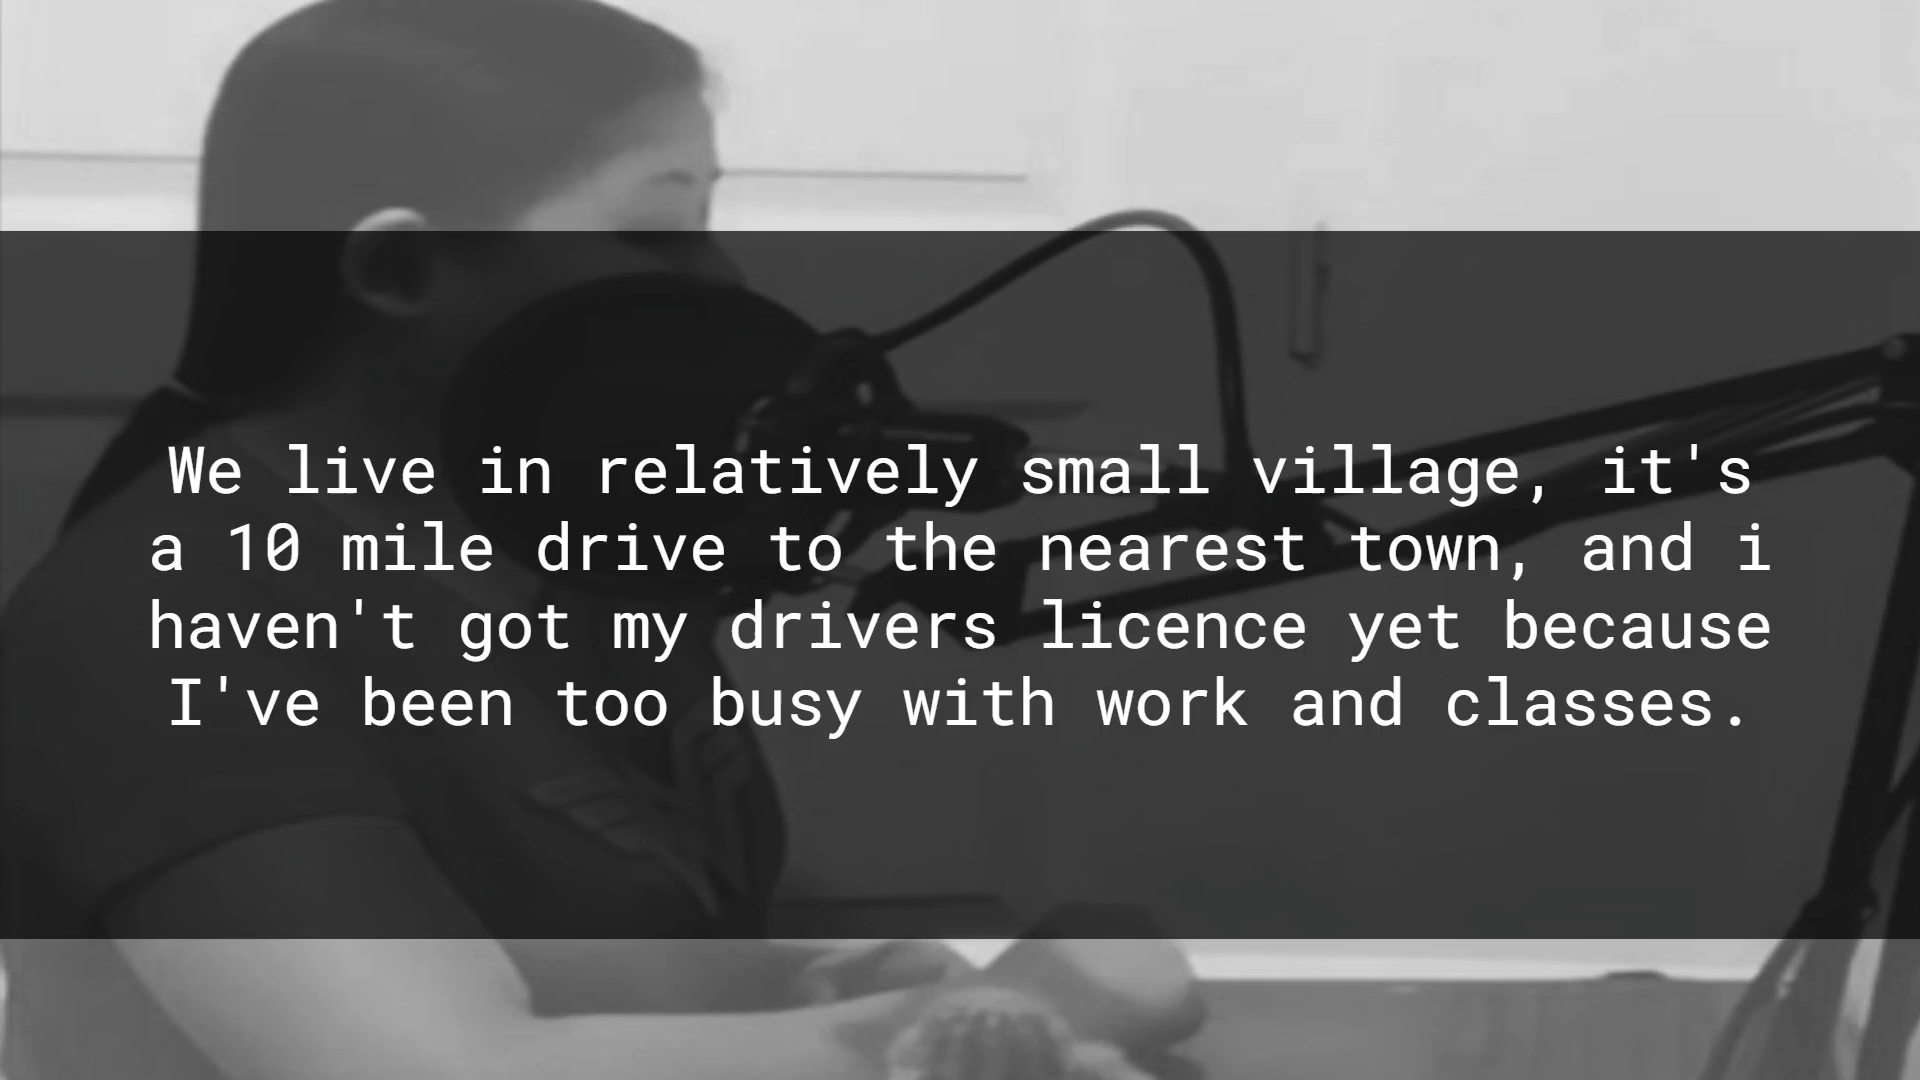 We live in relatively small village, it's
a 10 mile drive to the nearest town, and i
haven't got my drivers licence yet because
I've been too busy with work and classes.